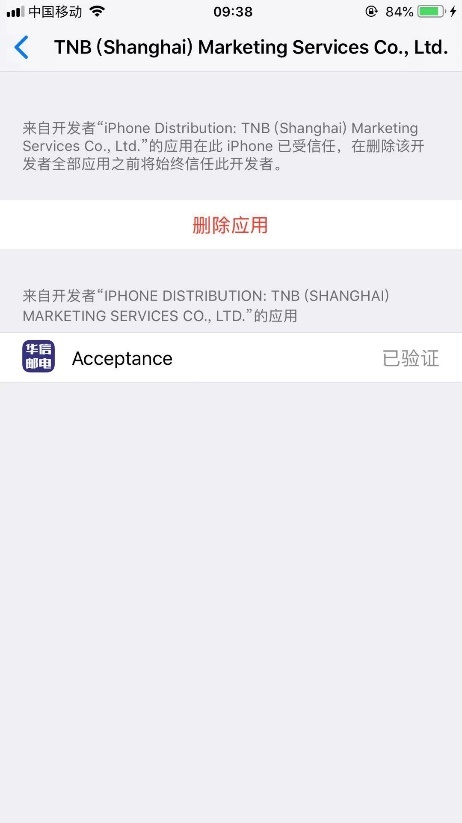 中国移动 09:38 84%
TNB (Shanghai) Marketing Services Co., Ltd.
来自开发者“iPhone Distribution: TNB (Shanghai) Marketing
Services Co., Ltd.”的应用在此 iPhone 已受信任，在删除该开
发者全部应用之前将始终信任此开发者。
删除应用
来自开发者“IPHONE DISTRIBUTION: TNB (SHANGHAI)
MARKETING SERVICES CO., LTD.”的应用
华信
邮电
Acceptance 已验证